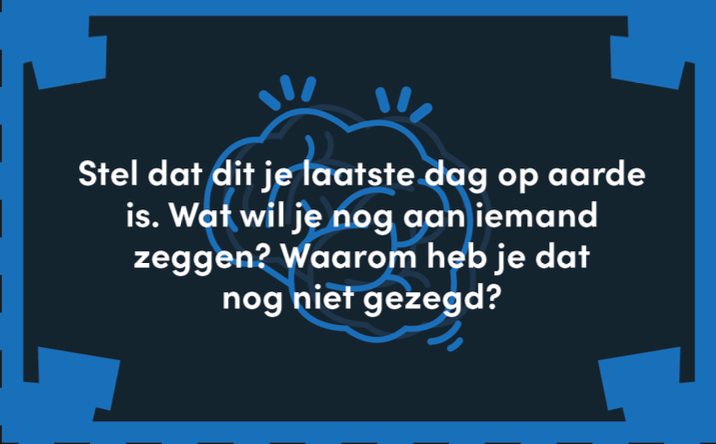 Stel dat dit je laatste dag op aarde
is. Wat wil je nog aan iemand
zeggen? Waarom heb je dat
nog niet gezegd?